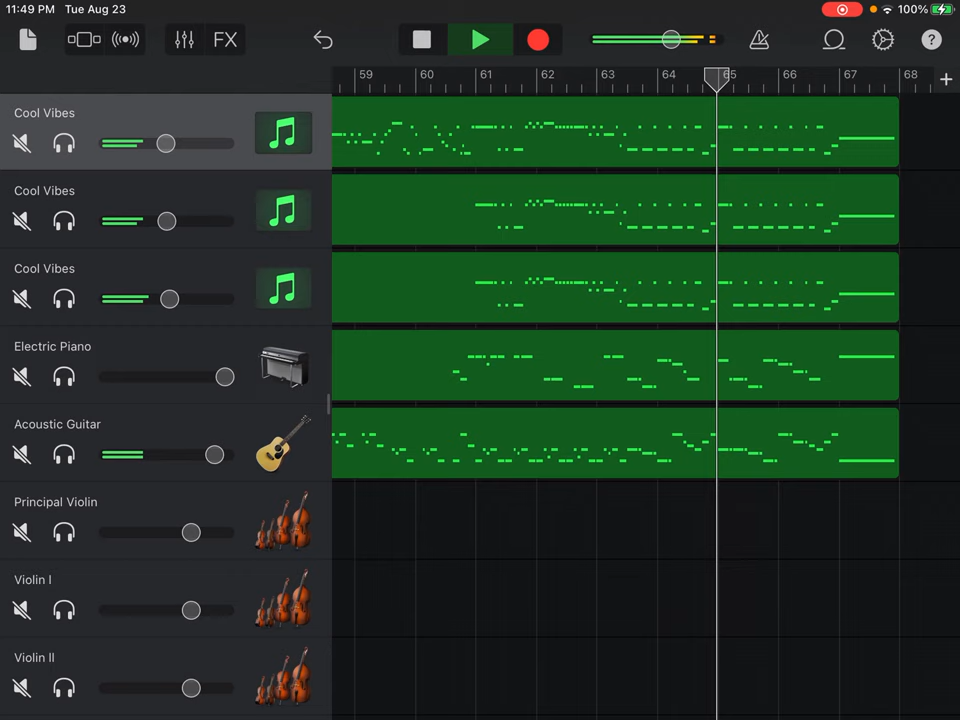 11:49 PM Tue Aug 23 100%
FX ?
59 60 61 62 63 64 65 66 67 68 +
Cool Vibes
Cool Vibes
Cool Vibes
Electric Piano
Acoustic Guitar
Principal Violin
Violin I
Violin II